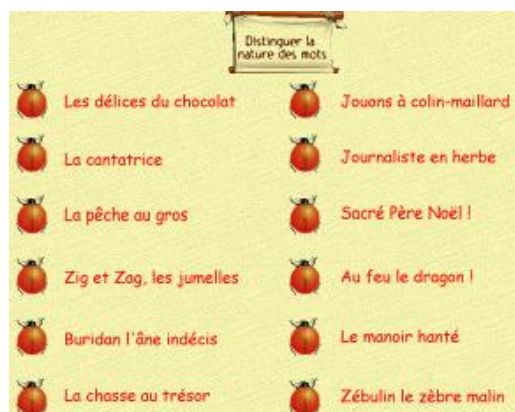 Distinguer la
nature des mots
Les délices du chocolat
Jouons à colin-maillard
La cantatrice
Journaliste en herbe
La pêche au gros
Sacré Père Noël !
Zig et Zag, les jumelles
Au feu le dragon !
Buridan l'âne indécis
Le manoir hanté
La chasse au trésor
Zébulin le zèbre malin